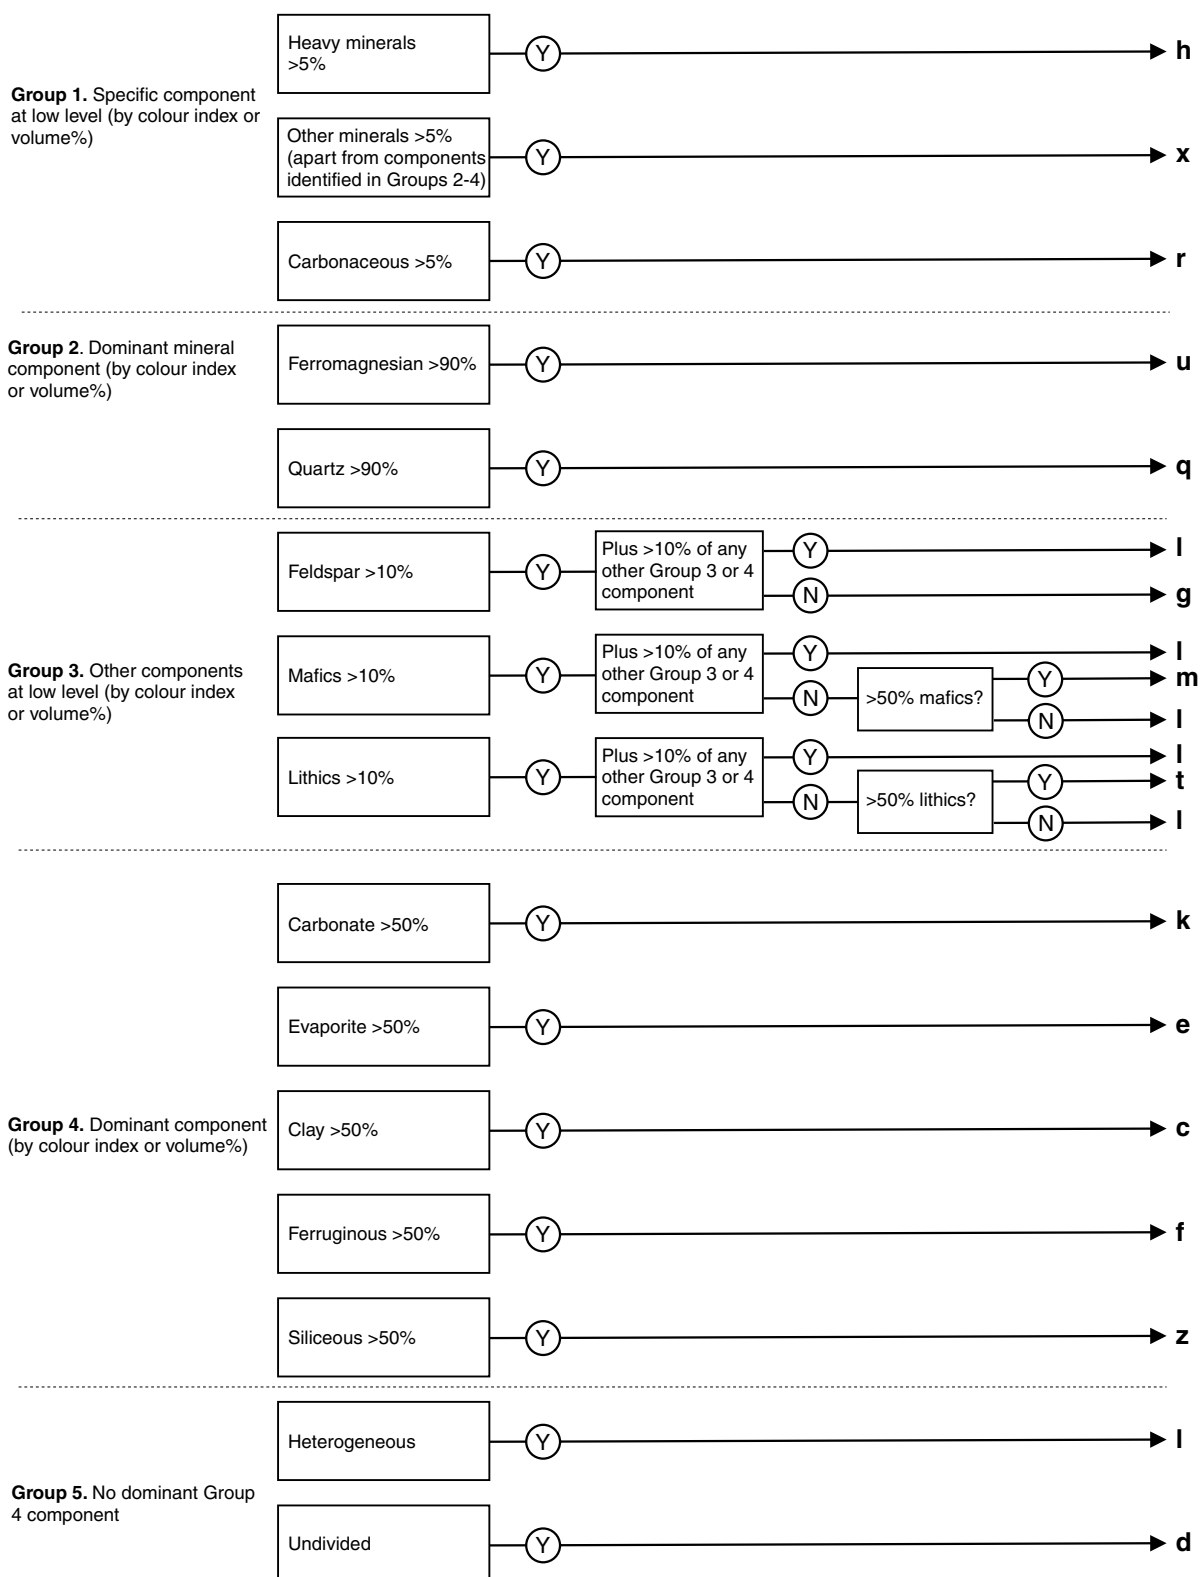 Group 1. Specific component
at low level (by colour index or
volume%)
Heavy minerals
>5%
Y
h
Other minerals >5%
(apart from components
identified in Groups 2-4)
Y
x
Carbonaceous >5%
Y
r
Group 2. Dominant mineral
component (by colour index
or volume%)
Ferromagnesian >90%
Y
u
Quartz >90%
Y
q
Group 3. Other components
at low level (by colour index
or volume%)
Feldspar >10%
Y
Plus >10% of any
other Group 3 or 4
component
Y
l
N
g
Mafics >10%
Y
Plus >10% of any
other Group 3 or 4
component
Y
l
N
>50% mafics?
Y
m
N
l
Lithics >10%
Y
Plus >10% of any
other Group 3 or 4
component
Y
l
N
>50% lithics?
Y
t
N
l
Group 4. Dominant component
(by colour index or volume%)
Carbonate >50%
Y
k
Evaporite >50%
Y
e
Clay >50%
Y
c
Ferruginous >50%
Y
f
Siliceous >50%
Y
z
Group 5. No dominant Group
4 component
Heterogeneous
Y
l
Undivided
Y
d